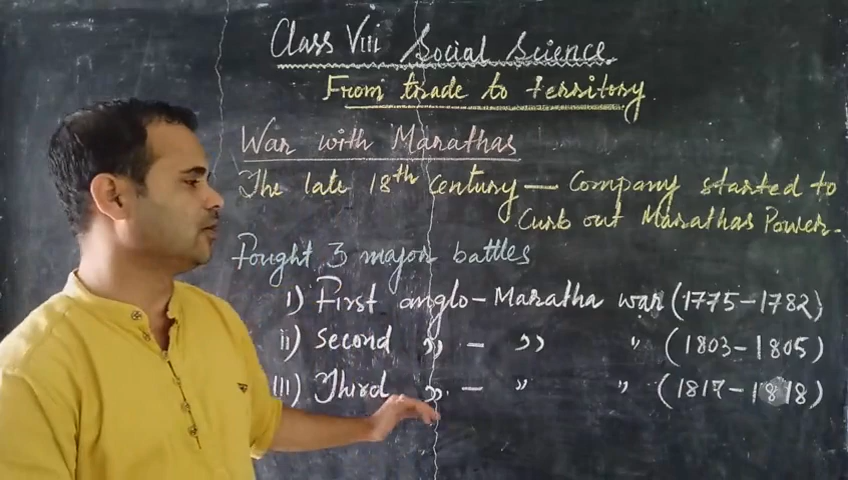 Class VIII Social Science
From trade to territory
War with Marathas
The late 18th century — Company started to
Curb out Marathas Power.
Fought 3 major battles
i) First anglo-Maratha war (1775-1782)
ii) Second " - " " (1803-1805)
III) Third " - " " (1817-1818)